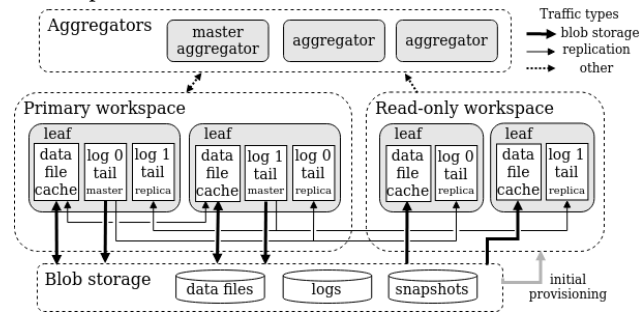 Aggregators
master
aggregator
aggregator
aggregator
Traffic types
blob storage
replication
other
Primary workspace
leaf
data
file
cache
log 0
tail
master
log 1
tail
replica
leaf
data
file
cache
log 1
tail
master
log 0
tail
replica
Read-only workspace
leaf
data
file
cache
log 0
tail
replica
leaf
data
file
cache
log 1
tail
replica
Blob storage
data files
logs
snapshots
initial
provisioning